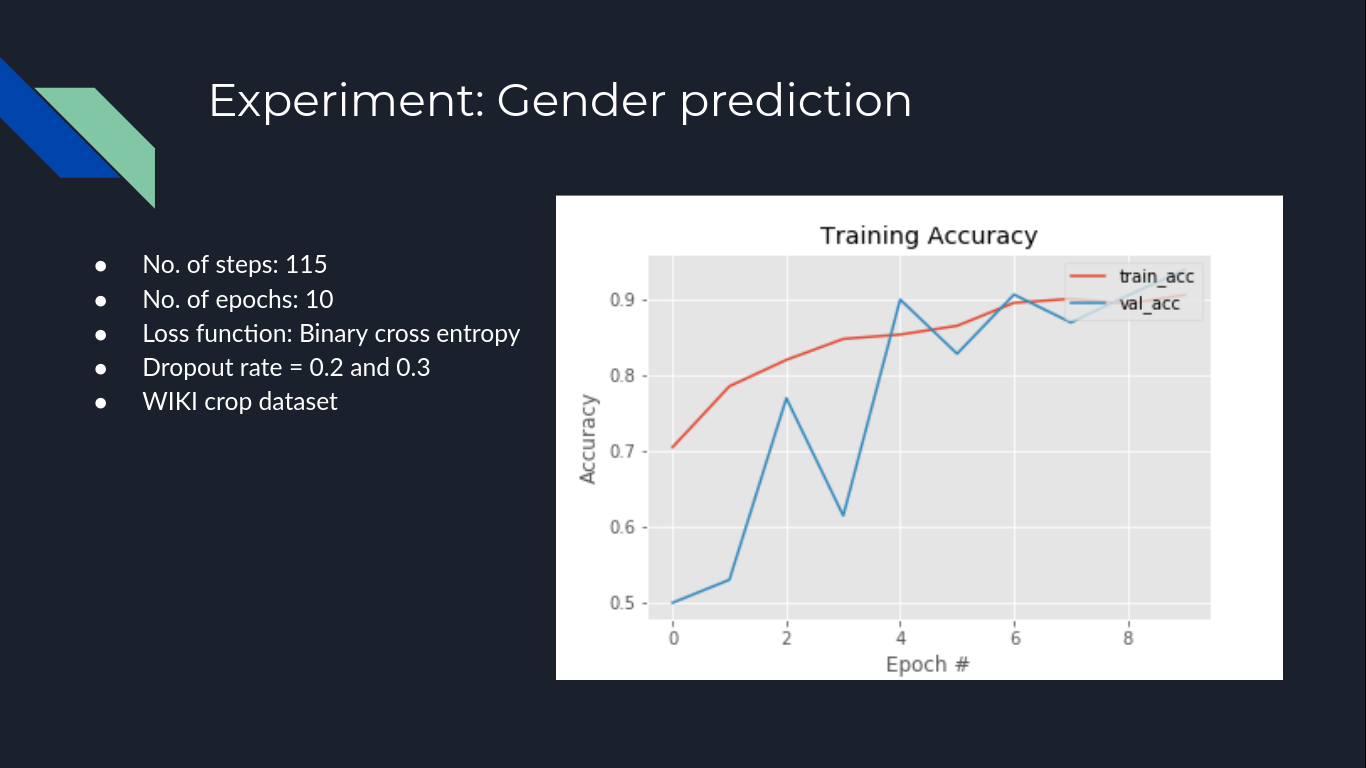 Experiment: Gender prediction
● No. of steps: 115
● No. of epochs: 10
● Loss function: Binary cross entropy
● Dropout rate = 0.2 and 0.3
● WIKI crop dataset
Training Accuracy
train_acc
val_acc
Accuracy
0.9
0.8
0.7
0.6
0.5
0 2 4 6 8
Epoch #